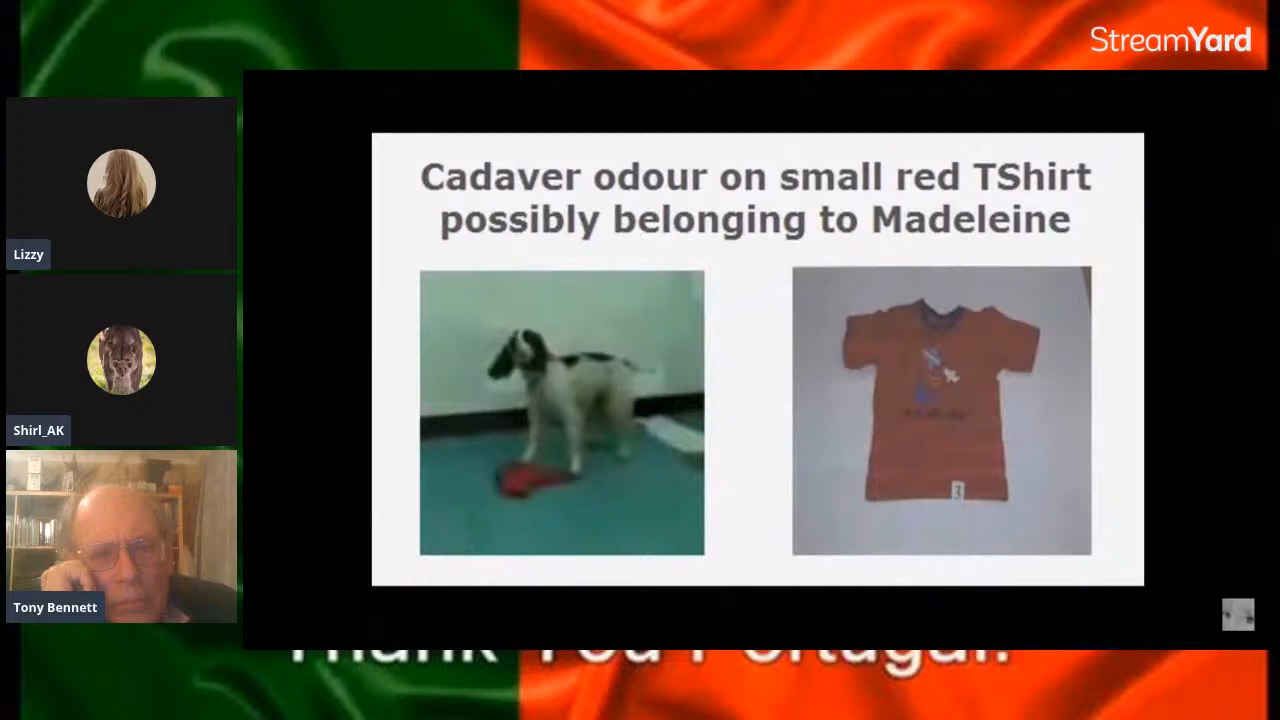 StreamYard
Cadaver odour on small red TShirt
possibly belonging to Madeleine
Lizzy
Shirl_AK
Tony Bennett
Thank You Portugal!